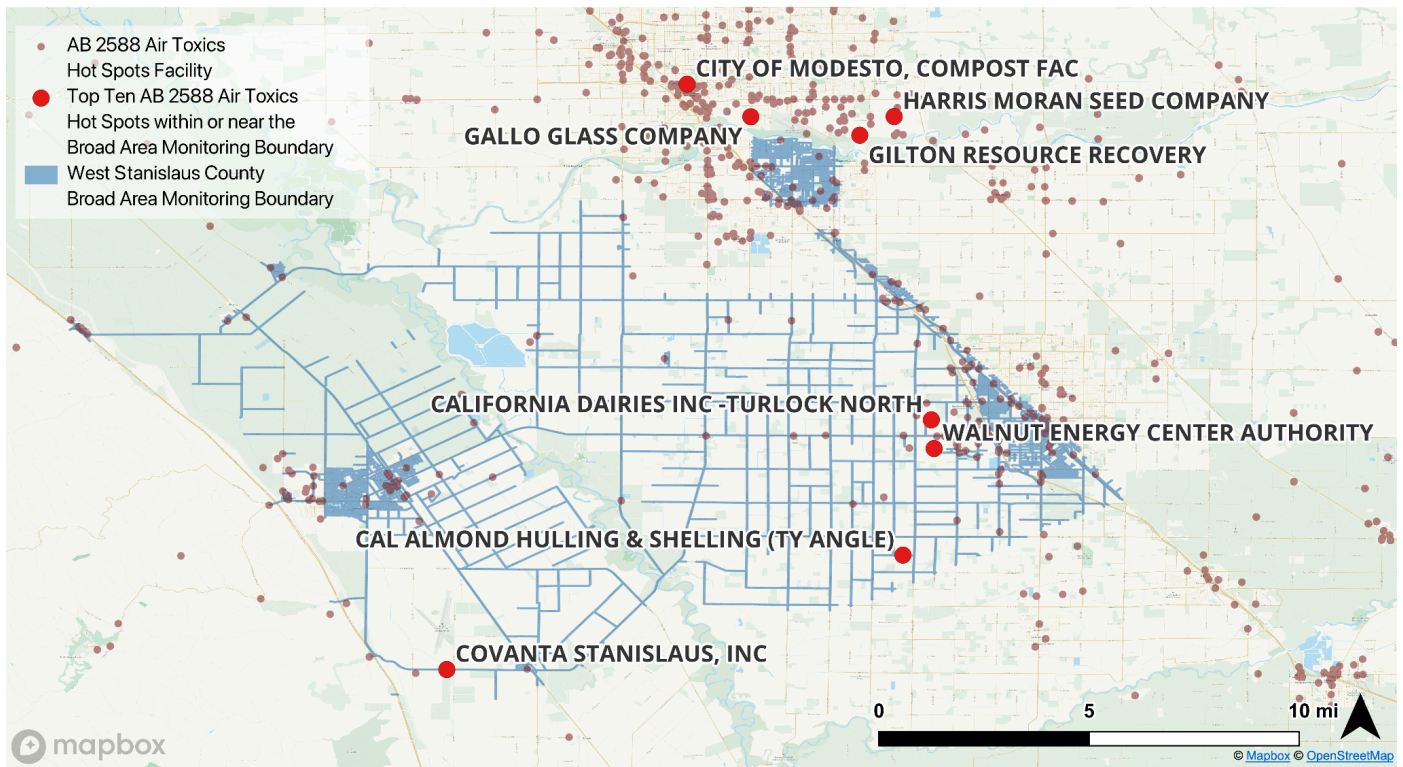 AB 2588 Air Toxics
Hot Spots Facility
Top Ten AB 2588 Air Toxics
Hot Spots within or near the
Broad Area Monitoring Boundary
West Stanislaus County
Broad Area Monitoring Boundary
CITY OF MODESTO, COMPOST FAC
HARRIS MORAN SEED COMPANY
GALLO GLASS COMPANY
GILTON RESOURCE RECOVERY
CALIFORNIA DAIRIES INC -TURLOCK NORTH
WALNUT ENERGY CENTER AUTHORITY
CAL ALMOND HULLING & SHELLING (TY ANGLE)
COVANTA STANISLAUS, INC
0 5 10 mi
mapbox
© Mapbox © OpenStreetMap